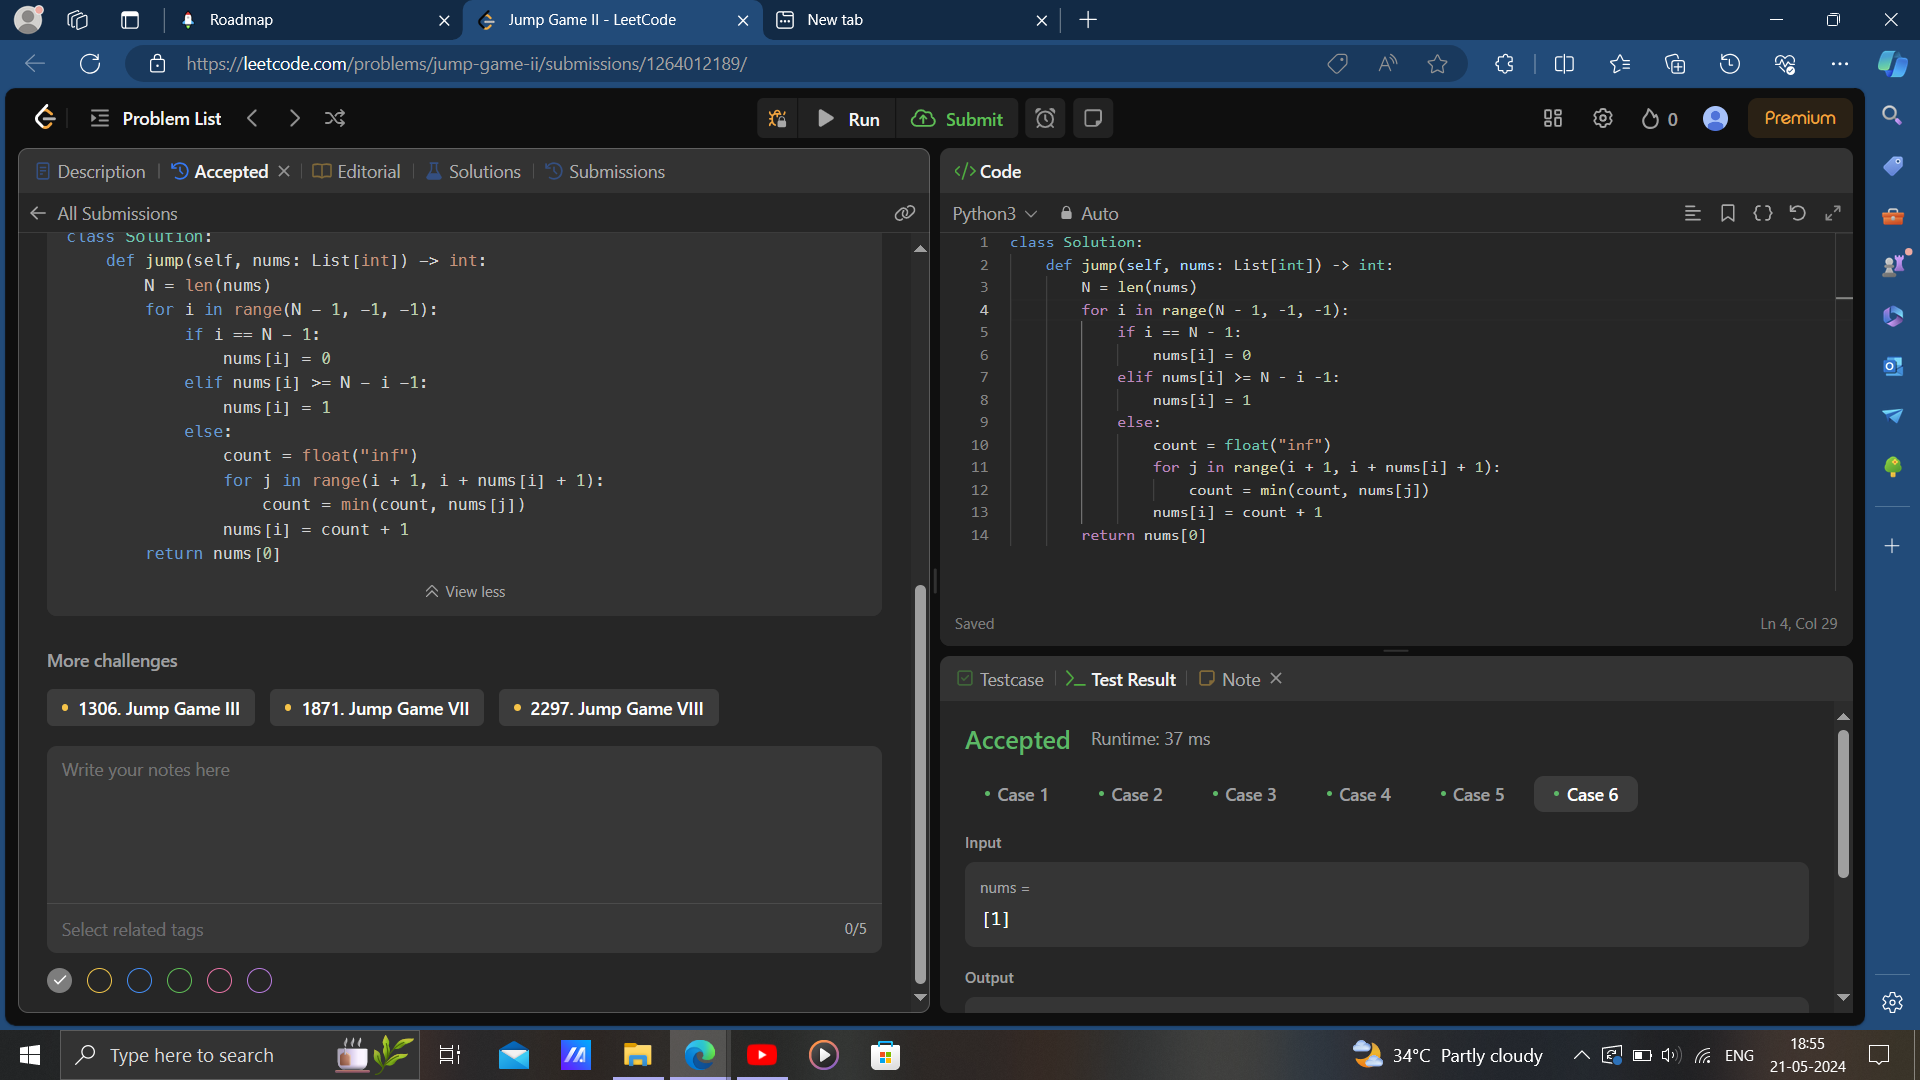 Roadmap
Jump Game II - LeetCode
New tab
https://leetcode.com/problems/jump-game-ii/submissions/1264012189/
Problem List
Run
Submit
0
Premium
Description
Accepted
Editorial
Solutions
Submissions
All Submissions
class Solution:
    def jump(self, nums: List[int]) -> int:
        N = len(nums)
        for i in range(N - 1, -1, -1):
            if i == N - 1:
                nums[i] = 0
            elif nums[i] >= N - i -1:
                nums[i] = 1
            else:
                count = float("inf")
                for j in range(i + 1, i + nums[i] + 1):
                    count = min(count, nums[j])
                nums[i] = count + 1
        return nums[0]
View less
More challenges
1306. Jump Game III
1871. Jump Game VII
2297. Jump Game VIII
Write your notes here
Select related tags
0/5
</> Code
Python3
Auto
1 class Solution:
2     def jump(self, nums: List[int]) -> int:
3         N = len(nums)
4         for i in range(N - 1, -1, -1):
5             if i == N - 1:
6                 nums[i] = 0
7             elif nums[i] >= N - i -1:
8                 nums[i] = 1
9             else:
10                 count = float("inf")
11                 for j in range(i + 1, i + nums[i] + 1):
12                     count = min(count, nums[j])
13                 nums[i] = count + 1
14         return nums[0]
Saved
Ln 4, Col 29
Testcase
Test Result
Note
Accepted
Runtime: 37 ms
Case 1
Case 2
Case 3
Case 4
Case 5
Case 6
Input
nums =
[1]
Output
Type here to search
34°C Partly cloudy
ENG
18:55
21-05-2024